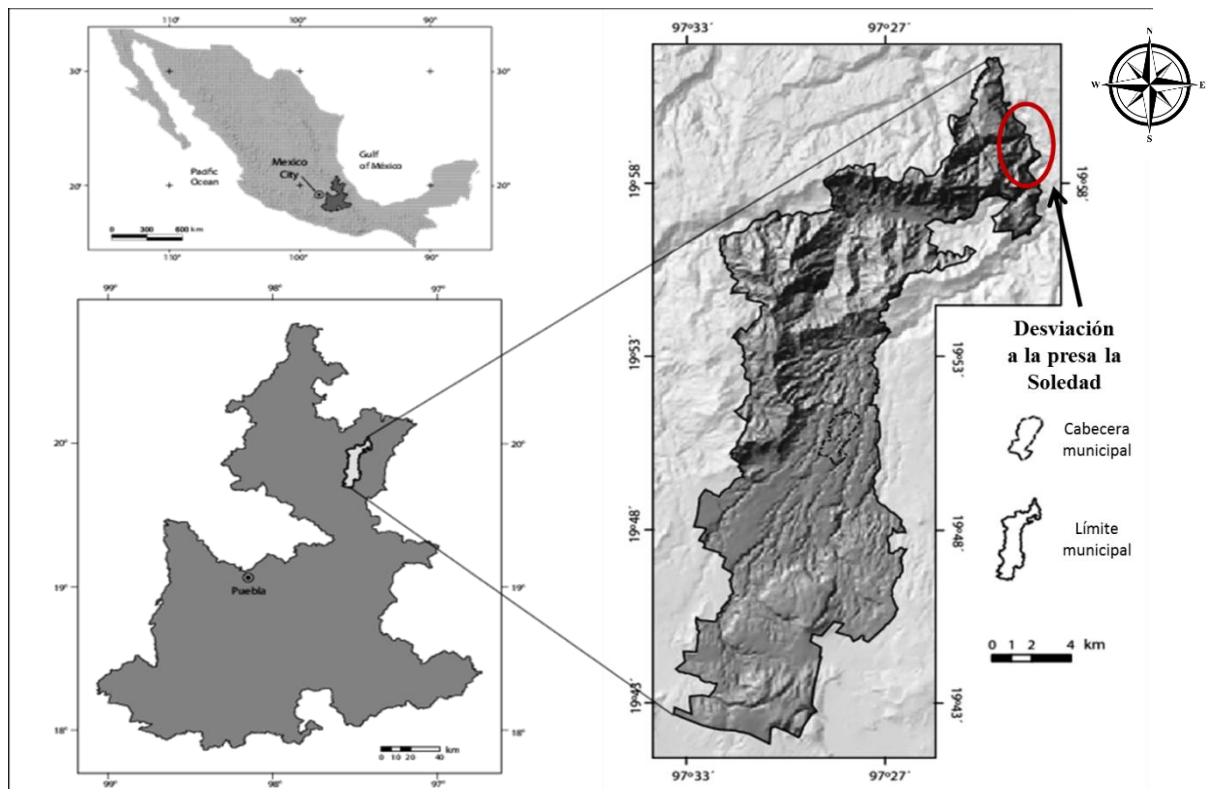 110°
100°
90°
30°
30°
Gulf
of México
Mexico
City
Pacific
Ocean
20°
20°
0 300 600 km
110°
100°
90°
99°
98°
97°
20°
20°
19°
19°
Puebla
18°
18°
km
0 10 20 40
99°
98°
97°
97º33´
97º27´
N
W
E
S
19º58´
19º58´
Desviación
a la presa la
Soledad
19º53´
19º53´
Cabecera
municipal
19º48´
19º48´
Límite
municipal
0 1 2 4 km
19º43´
19º43´
97º33´
97º27´